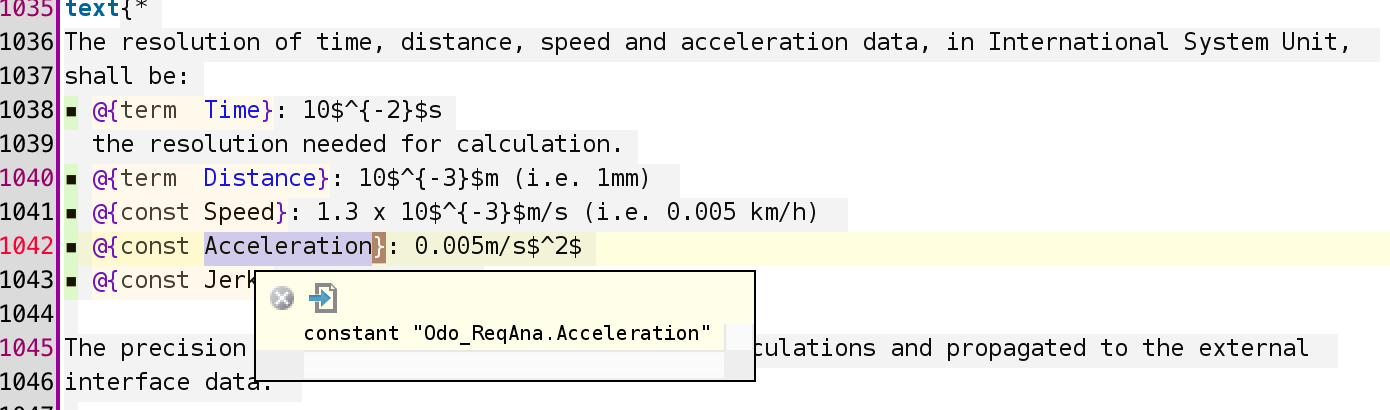 1035 text{*
1036 The resolution of time, distance, speed and acceleration data, in International System Unit,
1037 shall be:
1038 ▪ @{term  Time}: 10$^{-2}$s
1039   the resolution needed for calculation.
1040 ▪ @{term  Distance}: 10$^{-3}$m (i.e. 1mm)
1041 ▪ @{const Speed}: 1.3 x 10$^{-3}$m/s (i.e. 0.005 km/h)
1042 ▪ @{const Acceleration}: 0.005m/s$^2$
1043 ▪ @{const Jerk
constant "Odo_ReqAna.Acceleration"
1044
1045 The precision culations and propagated to the external
1046 interface data.
1047